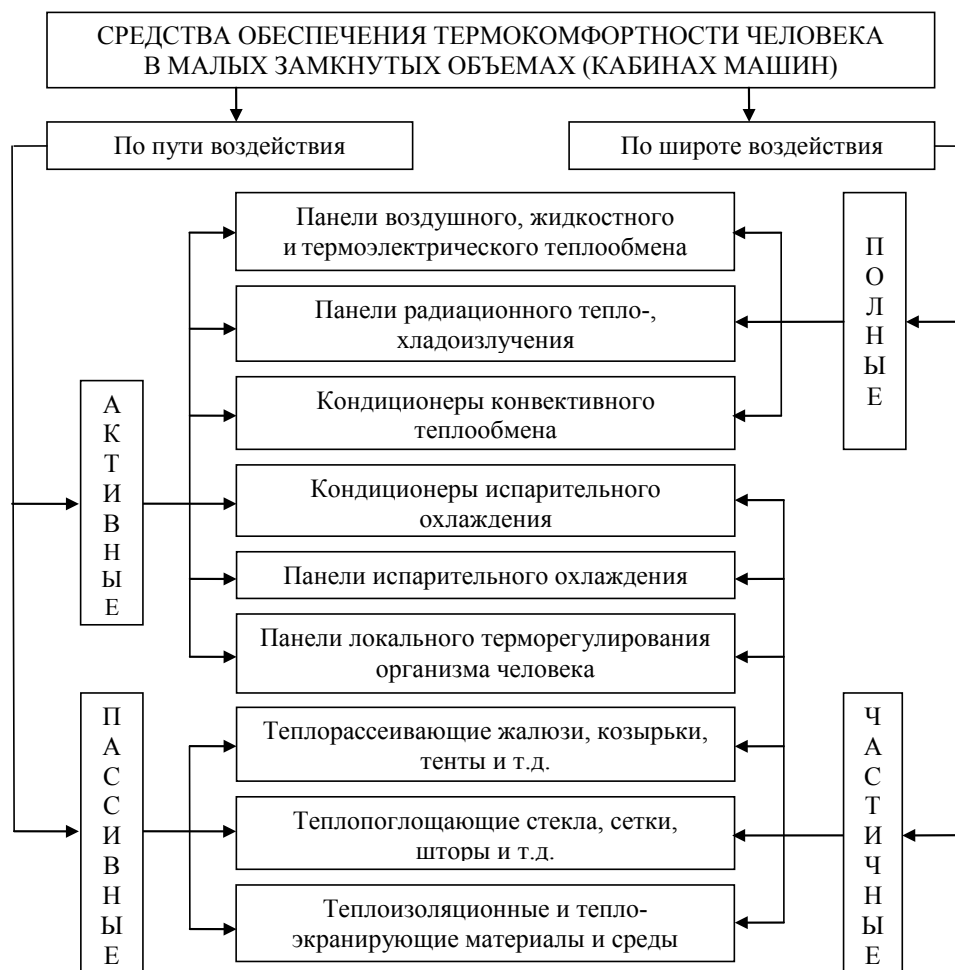 СРЕДСТВА ОБЕСПЕЧЕНИЯ ТЕРМОКОМФОРТНОСТИ ЧЕЛОВЕКА
В МАЛЫХ ЗАМКНУТЫХ ОБЪЕМАХ (КАБИНАХ МАШИН)
По пути воздействия
По широте воздействия
Панели воздушного, жидкостного
и термоэлектрического теплообмена
Панели радиационного тепло-,
хладоизлучения
Кондиционеры конвективного
теплообмена
ПОЛНЫЕ
АКТИВНЫЕ
Кондиционеры испарительного
охлаждения
Панели испарительного охлаждения
Панели локального терморегулирования
организма человека
ПАССИВНЫЕ
Теплорассеивающие жалюзи, козырьки,
тенты и т.д.
Теплопоглощающие стекла, сетки,
шторы и т.д.
Теплоизоляционные и тепло-
экранирующие материалы и среды
ЧАСТИЧНЫЕ